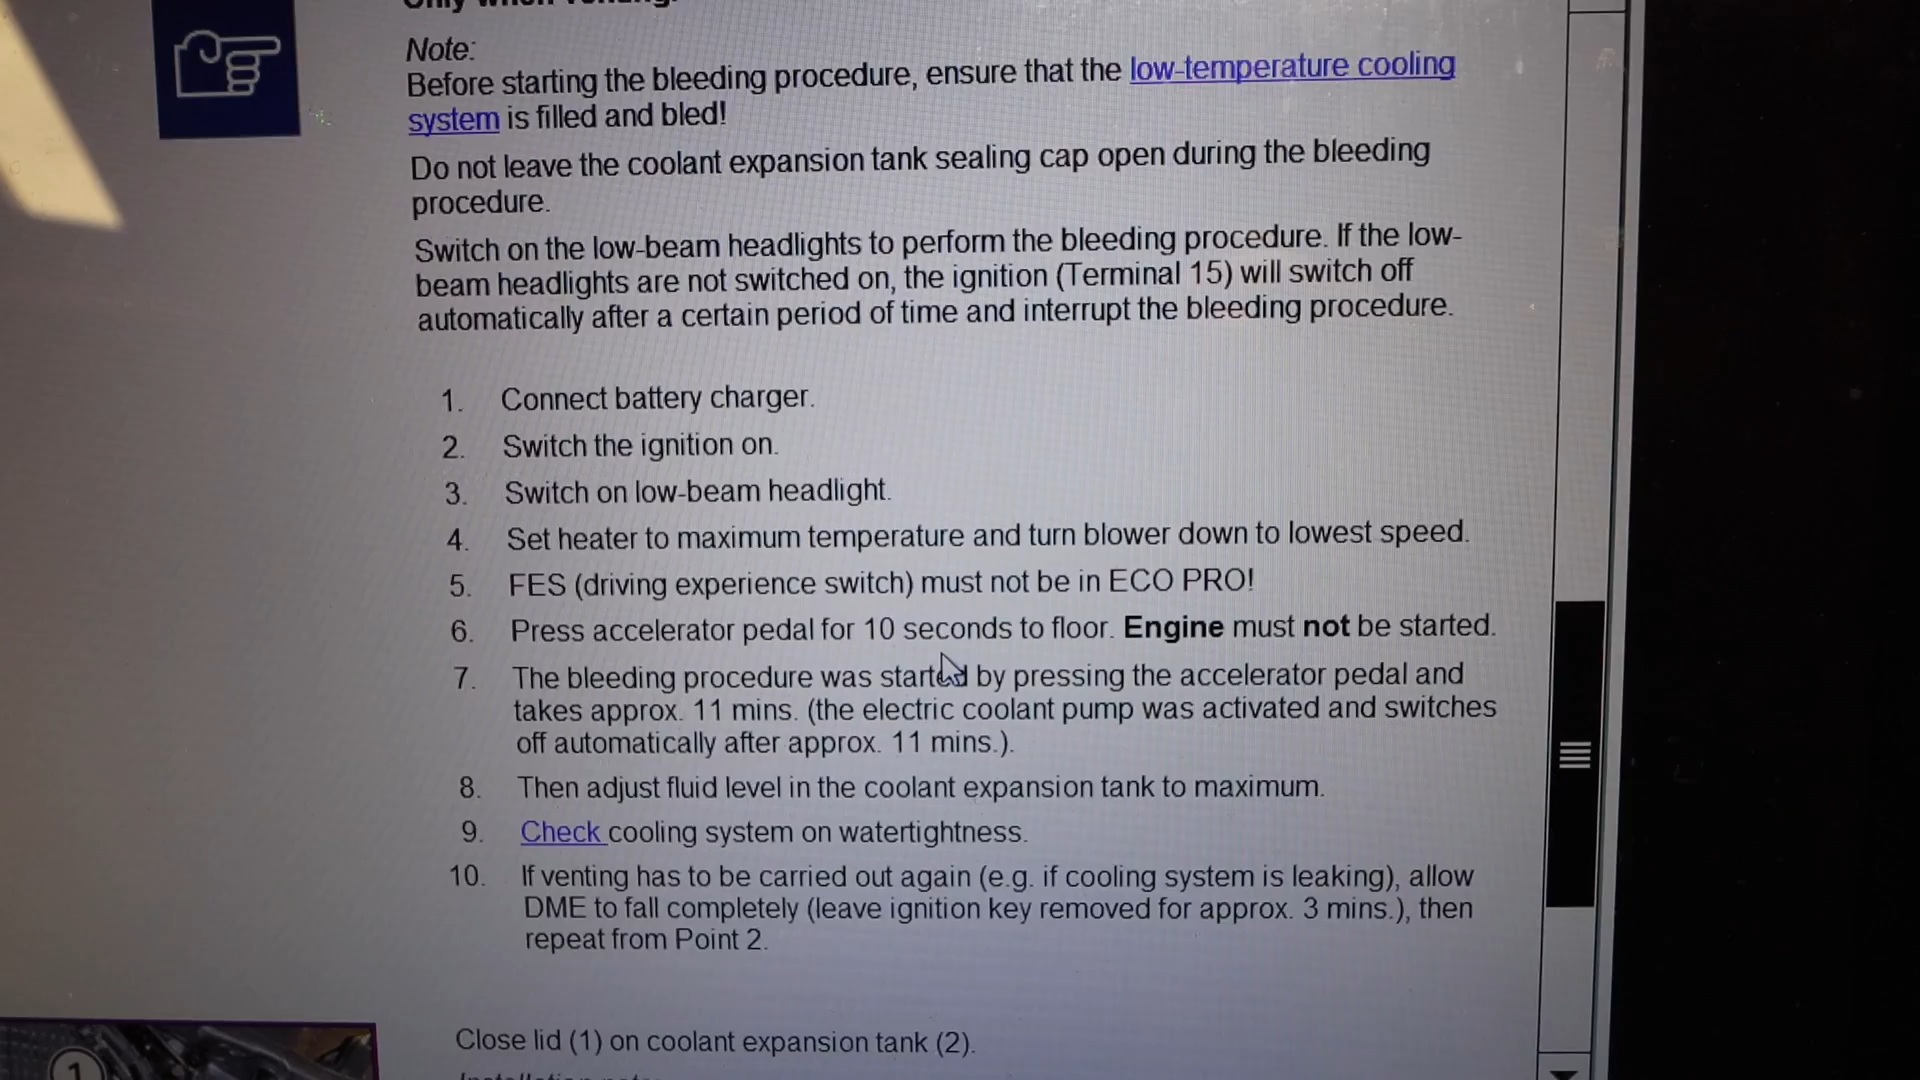 Only when venting:
Note:
Before starting the bleeding procedure, ensure that the low-temperature cooling
system is filled and bled!
Do not leave the coolant expansion tank sealing cap open during the bleeding
procedure.
Switch on the low-beam headlights to perform the bleeding procedure. If the low-
beam headlights are not switched on, the ignition (Terminal 15) will switch off
automatically after a certain period of time and interrupt the bleeding procedure.
1. Connect battery charger.
2. Switch the ignition on.
3. Switch on low-beam headlight.
4. Set heater to maximum temperature and turn blower down to lowest speed.
5. FES (driving experience switch) must not be in ECO PRO!
6. Press accelerator pedal for 10 seconds to floor. Engine must not be started.
7. The bleeding procedure was started by pressing the accelerator pedal and
takes approx. 11 mins. (the electric coolant pump was activated and switches
off automatically after approx. 11 mins.).
8. Then adjust fluid level in the coolant expansion tank to maximum.
9. Check cooling system on watertightness.
10. If venting has to be carried out again (e.g. if cooling system is leaking), allow
DME to fall completely (leave ignition key removed for approx. 3 mins.), then
repeat from Point 2.
Close lid (1) on coolant expansion tank (2).
1